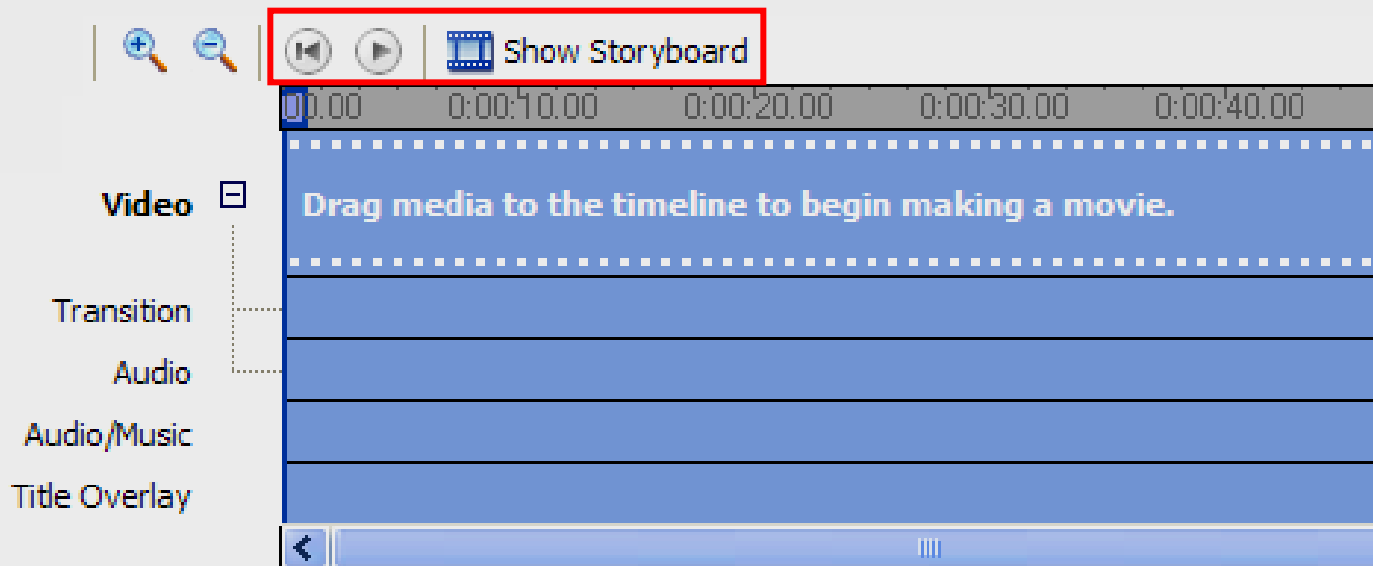 Show Storyboard
00.00 0:00:10.00 0:00:20.00 0:00:30.00 0:00:40.00
Video
Drag media to the timeline to begin making a movie.
Transition
Audio
Audio/Music
Title Overlay